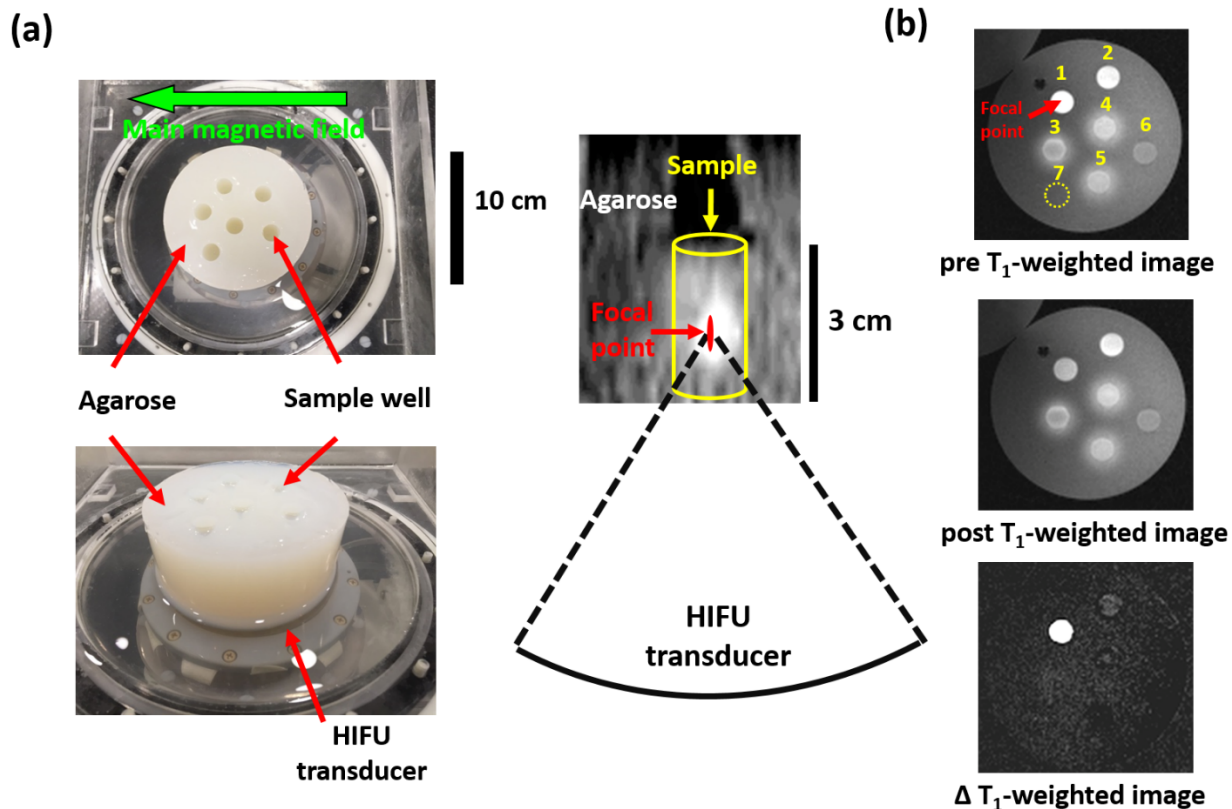 (a)
Main magnetic field
10 cm
Agarose
Sample well
HIFU
transducer
Sample
Agarose
Focal
point
3 cm
HIFU
transducer
(b)
1
2
Focal
point
3
4
6
5
7
pre T₁-weighted image
post T₁-weighted image
Δ T₁-weighted image